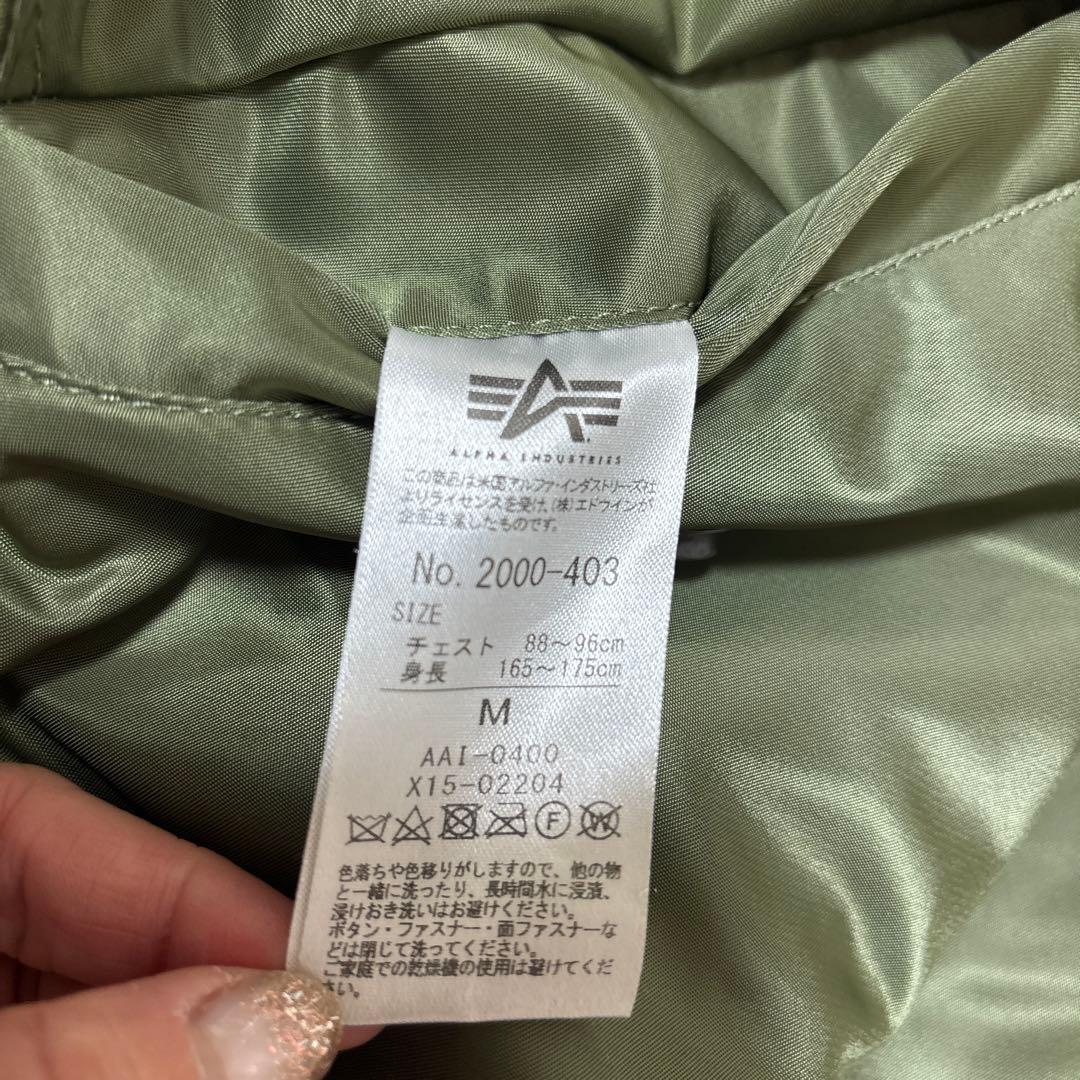 ALPHA INDUSTRIES
この商品は米国アルファ・インダストリーズ社
よりライセンスを受け、(株)エドウインが
企画生産したものです。
No. 2000-403
SIZE
チェスト 88～96cm
身長 165～175cm
M
AAI-0400
X15-02204
F W
色落ちや色移りがしますので、他の物
と一緒に洗ったり、長時間水に浸漬、
浸けおき洗いはお避けください。
ボタン・ファスナー・面ファスナーな
どは閉じて洗ってください。
ご家庭での乾燥機の使用は避けてくだ
さい。